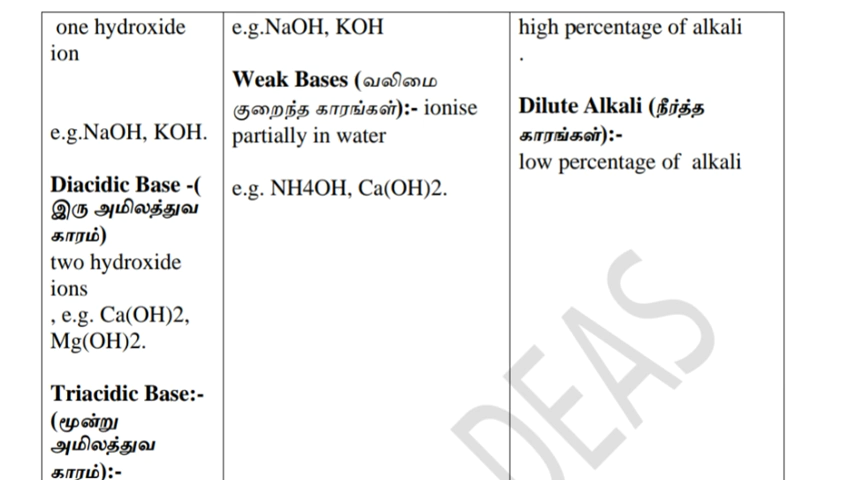 one hydroxide
ion
e.g.NaOH, KOH.
Diacidic Base -(
இரு அமிலத்துவ
காரம்)
two hydroxide
ions
, e.g. Ca(OH)2,
Mg(OH)2.
Triacidic Base:-
(மூன்று
அமிலத்துவ
காரம்):-
e.g.NaOH, KOH
Weak Bases (வலிமை
குறைந்த காரங்கள்):- ionise
partially in water
e.g. NH4OH, Ca(OH)2.
high percentage of alkali
.
Dilute Alkali (நீர்த்த
காரங்கள்):-
low percentage of alkali
DEAS